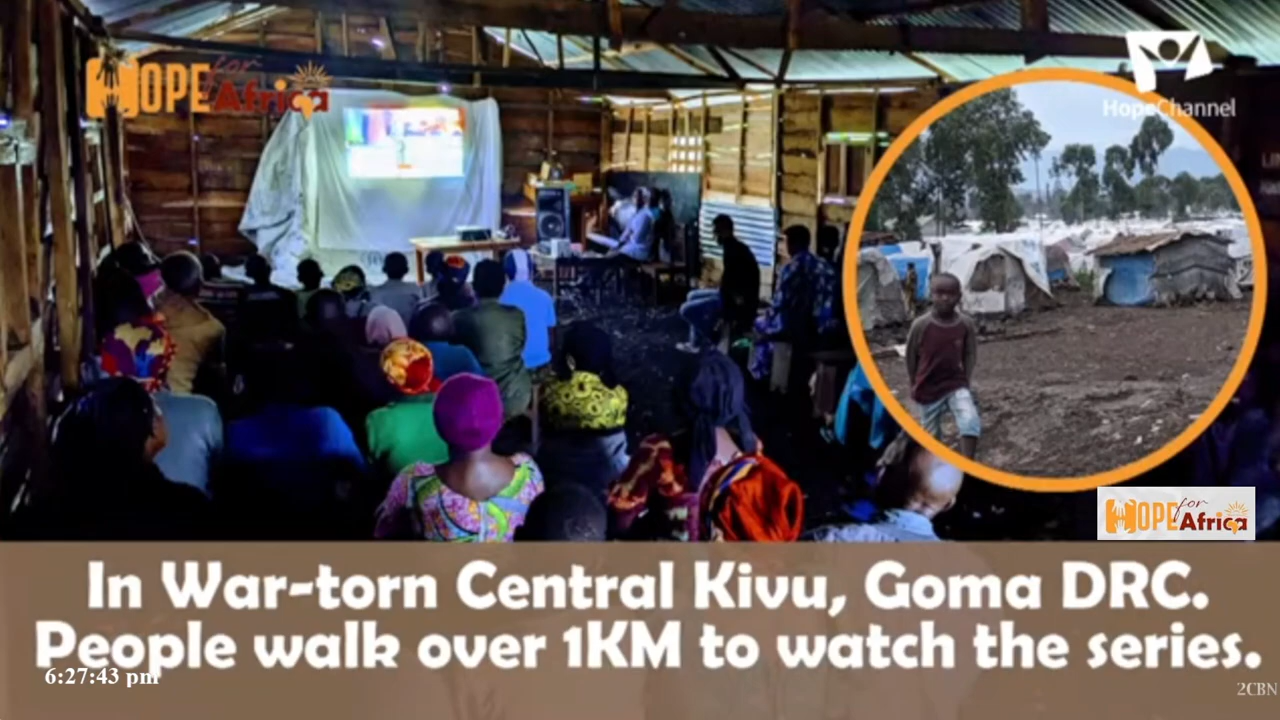 HOPE for Africa
HopeChannel
HOPE for Africa
In War-torn Central Kivu, Goma DRC.
People walk over 1KM to watch the series.
6:27:43 pm
2CBN